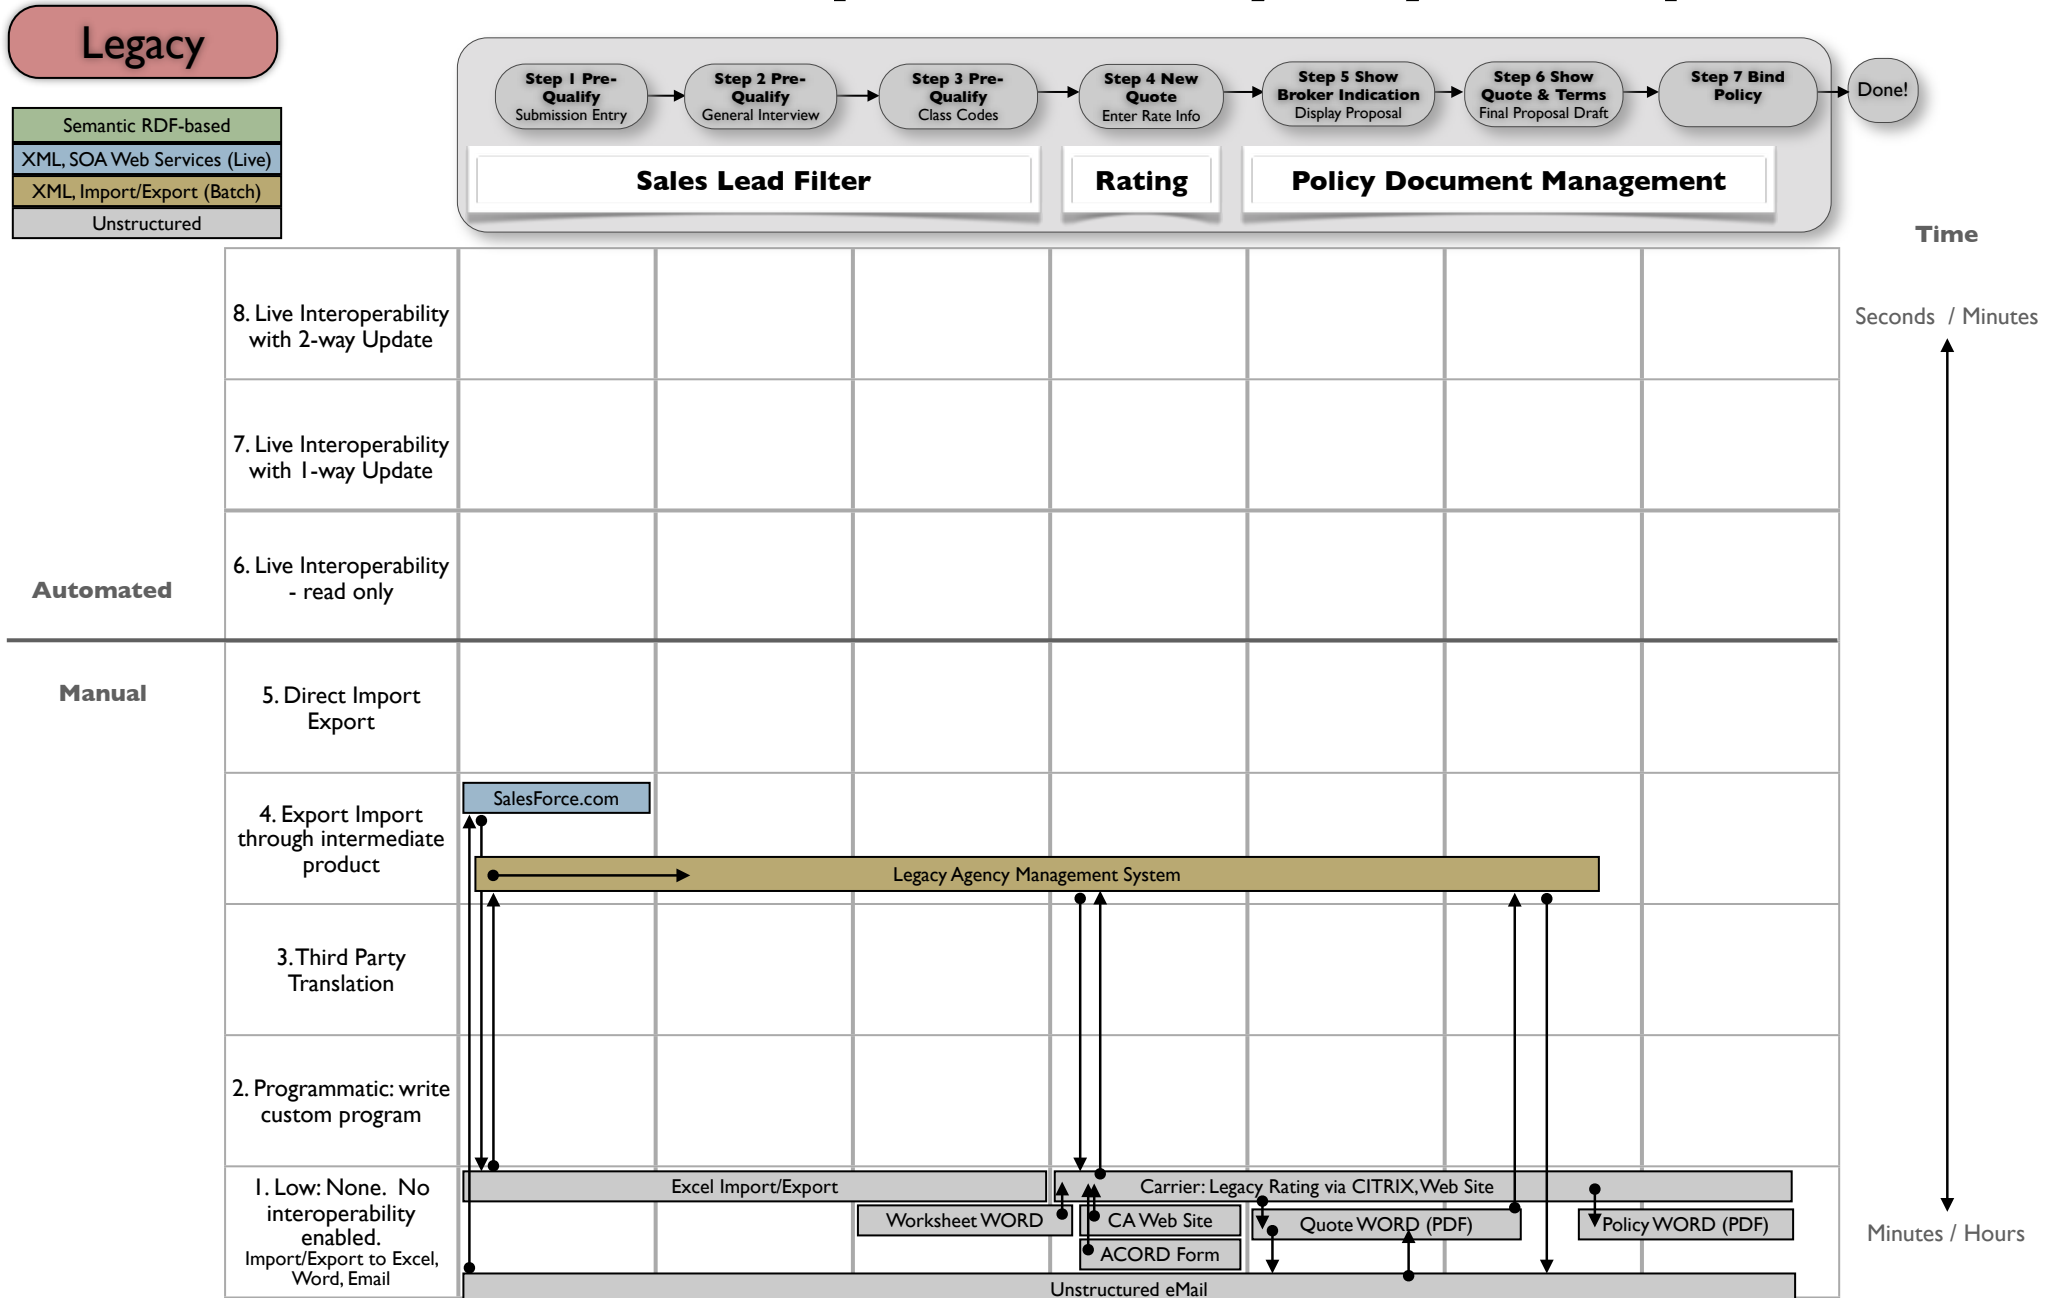 Legacy
Semantic RDF-based
XML, SOA Web Services (Live)
XML, Import/Export (Batch)
Unstructured
Step 1 Pre-
Qualify
Submission Entry
Step 2 Pre-
Qualify
General Interview
Step 3 Pre-
Qualify
Class Codes
Step 4 New
Quote
Enter Rate Info
Step 5 Show
Broker Indication
Display Proposal
Step 6 Show
Quote & Terms
Final Proposal Draft
Step 7 Bind
Policy
Done!
Sales Lead Filter
Rating
Policy Document Management
Time
Seconds / Minutes
Minutes / Hours
Automated
Manual
8. Live Interoperability
with 2-way Update
7. Live Interoperability
with 1-way Update
6. Live Interoperability
- read only
5. Direct Import
Export
4. Export Import
through intermediate
product
SalesForce.com
Legacy Agency Management System
3. Third Party
Translation
2. Programmatic: write
custom program
1. Low: None. No
interoperability
enabled.
Import/Export to Excel,
Word, Email
Excel Import/Export
Carrier: Legacy Rating via CITRIX, Web Site
Worksheet WORD
CA Web Site
Quote WORD (PDF)
Policy WORD (PDF)
ACORD Form
Unstructured eMail